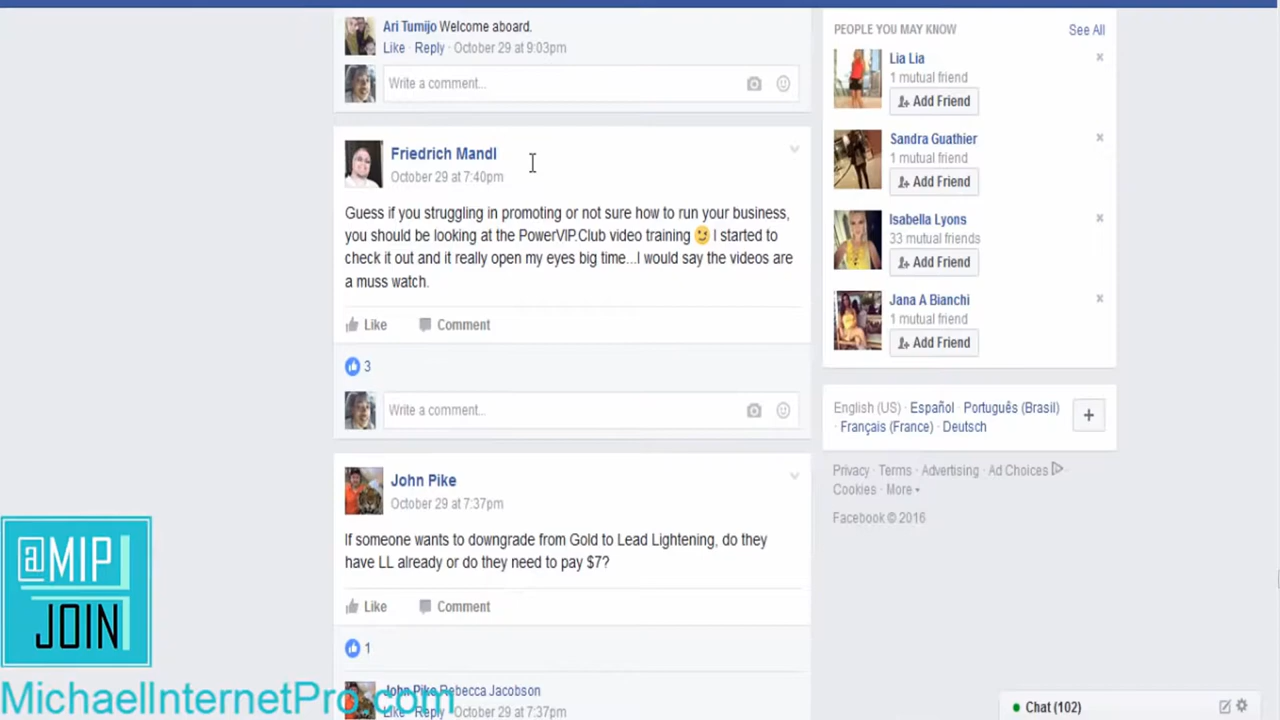 Ari Tumijo Welcome aboard.
Like · Reply · October 29 at 9:03pm
Write a comment...
Friedrich Mandl
October 29 at 7:40pm
Guess if you struggling in promoting or not sure how to run your business,
you should be looking at the PowerVIP.Club video training 😉 I started to
check it out and it really open my eyes big time...I would say the videos are
a muss watch.
Like Comment
3
Write a comment...
John Pike
October 29 at 7:37pm
If someone wants to downgrade from Gold to Lead Lightening, do they
have LL already or do they need to pay $7?
Like Comment
1
John Pike Rebecca Jacobson
Like · Reply · October 29 at 7:37pm
PEOPLE YOU MAY KNOW See All
Lia Lia
1 mutual friend
Add Friend
Sandra Guathier
1 mutual friend
Add Friend
Isabella Lyons
33 mutual friends
Add Friend
Jana A Bianchi
1 mutual friend
Add Friend
English (US) · Español · Português (Brasil)
· Français (France) · Deutsch
Privacy · Terms · Advertising · Ad Choices ·
Cookies · More
Facebook © 2016
Chat (102)
@MIP
JOIN
MichaelInternetPro.com